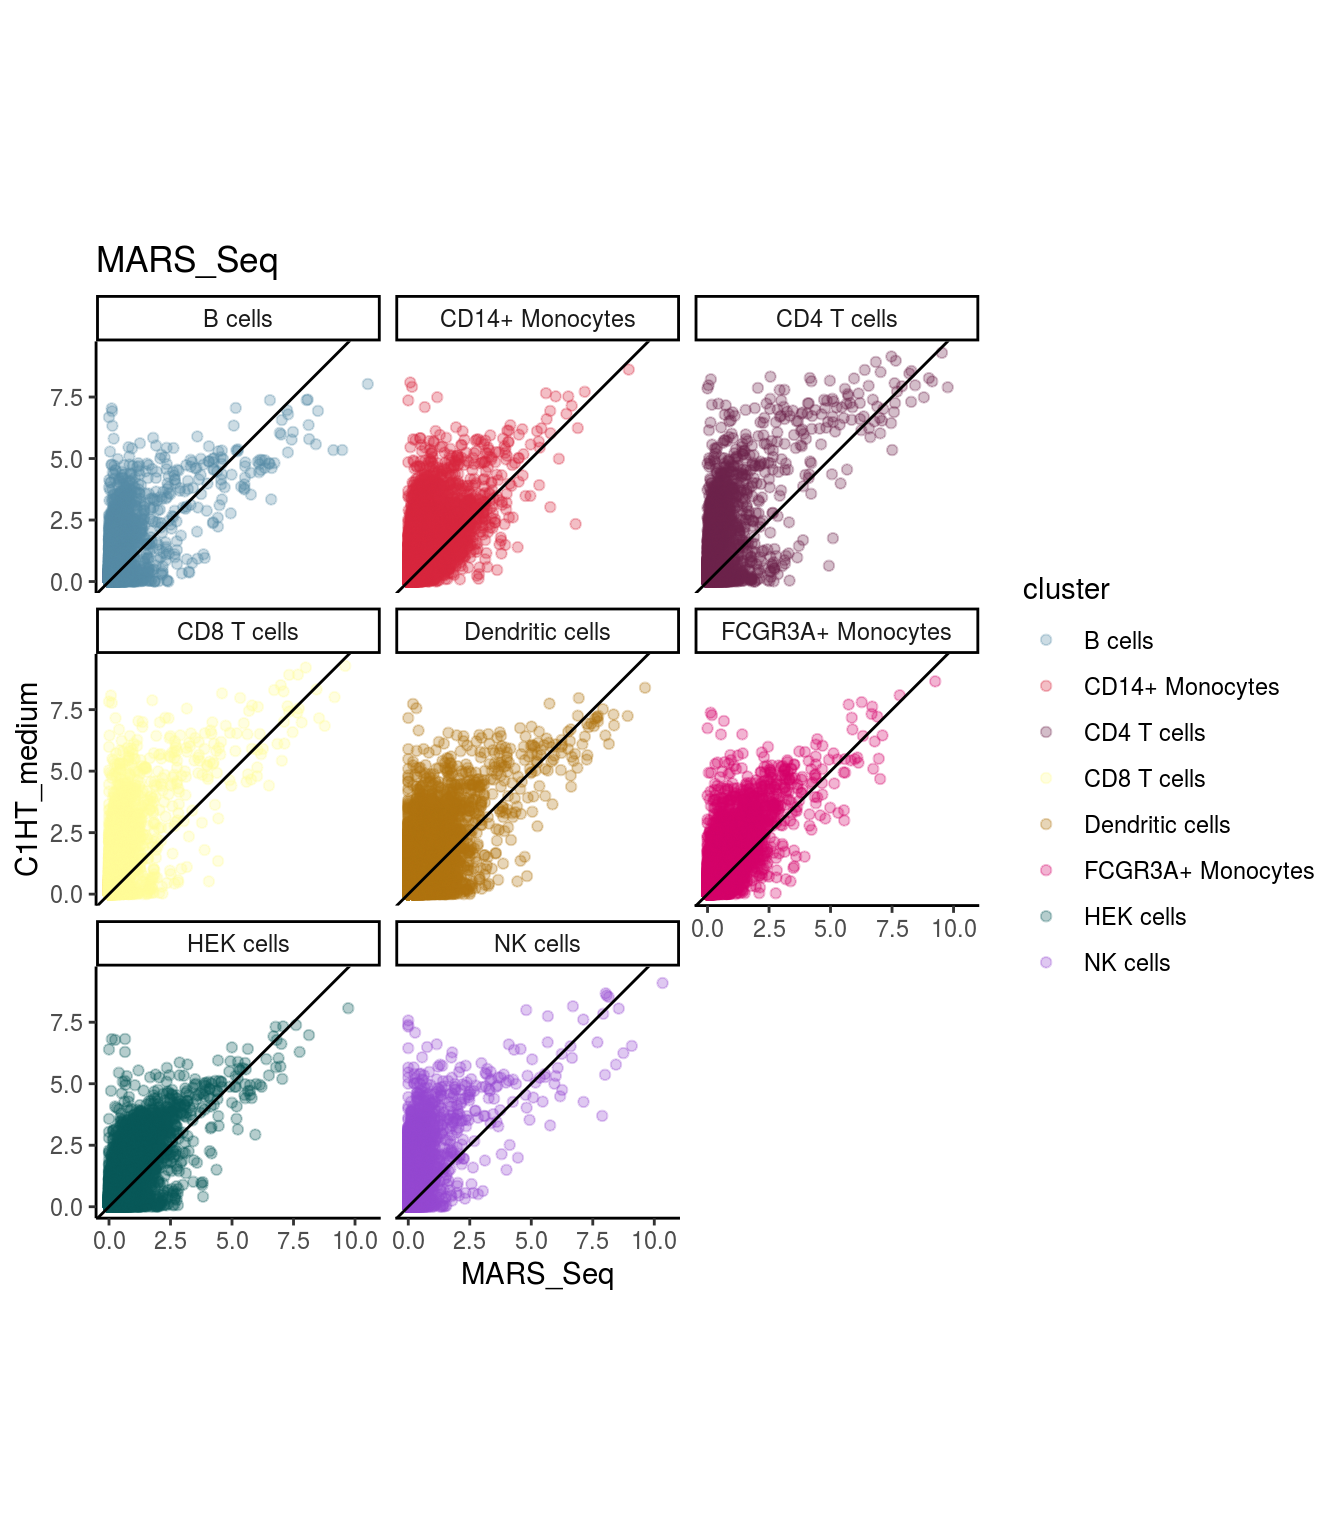 MARS_Seq
B cells
CD14+ Monocytes
CD4 T cells
7.5
5.0
2.5
0.0
CD8 T cells
Dendritic cells
FCGR3A+ Monocytes
7.5
5.0
2.5
0.0
0.0 2.5 5.0 7.5 10.0
HEK cells
NK cells
7.5
5.0
2.5
0.0
0.0 2.5 5.0 7.5 10.0
0.0 2.5 5.0 7.5 10.0
MARS_Seq
C1HT_medium
cluster
B cells
CD14+ Monocytes
CD4 T cells
CD8 T cells
Dendritic cells
FCGR3A+ Monocytes
HEK cells
NK cells